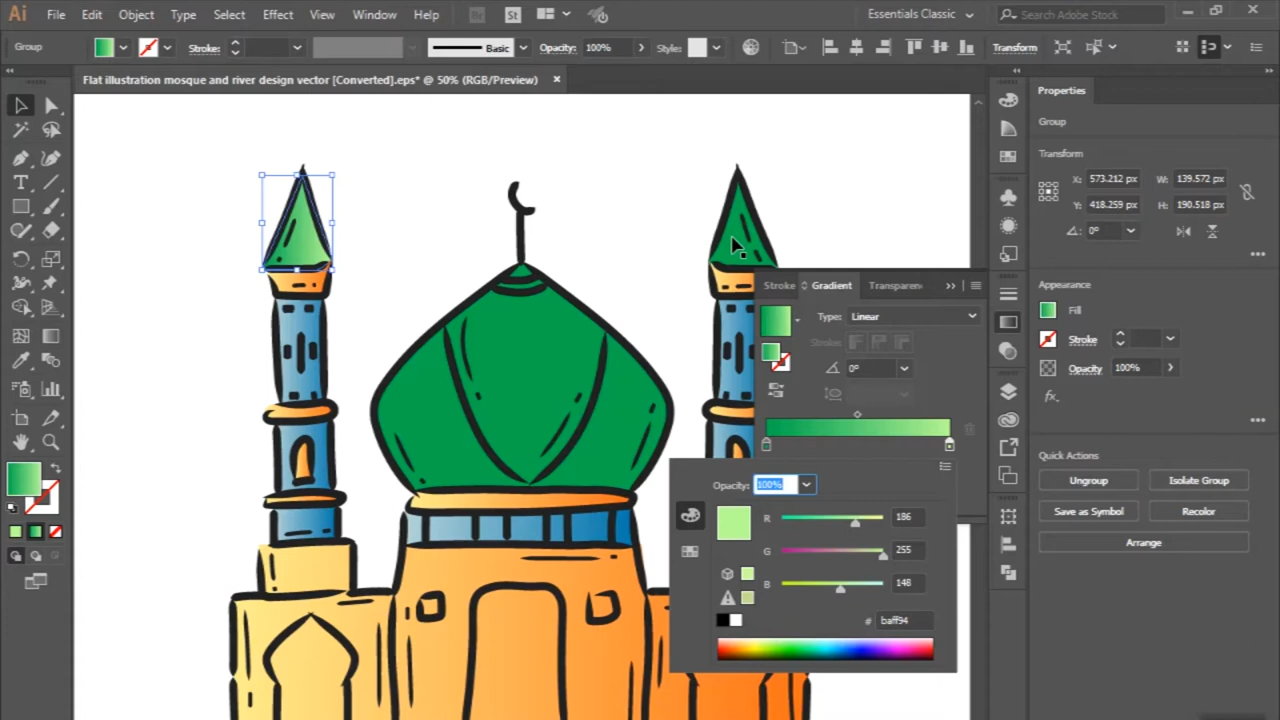 Ai File Edit Object Type Select Effect View Window Help Br St Essentials Classic Search Adobe Stock
Group Stroke: Basic Opacity: 100% Style: Transform
Flat illustration mosque and river design vector [Converted].eps* @ 50% (RGB/Preview)
Properties
Group
Transform
X: 573.212 px W: 139.572 px
Y: 418.259 px H: 190.518 px
0°
Appearance
Fill
Stroke
Opacity 100%
fx.
Quick Actions
Ungroup Isolate Group
Save as Symbol Recolor
Arrange
Stroke Gradient Transparen
Type: Linear
Stroke:
0°
Opacity: 100%
R 186
G 255
B 148
# baff94